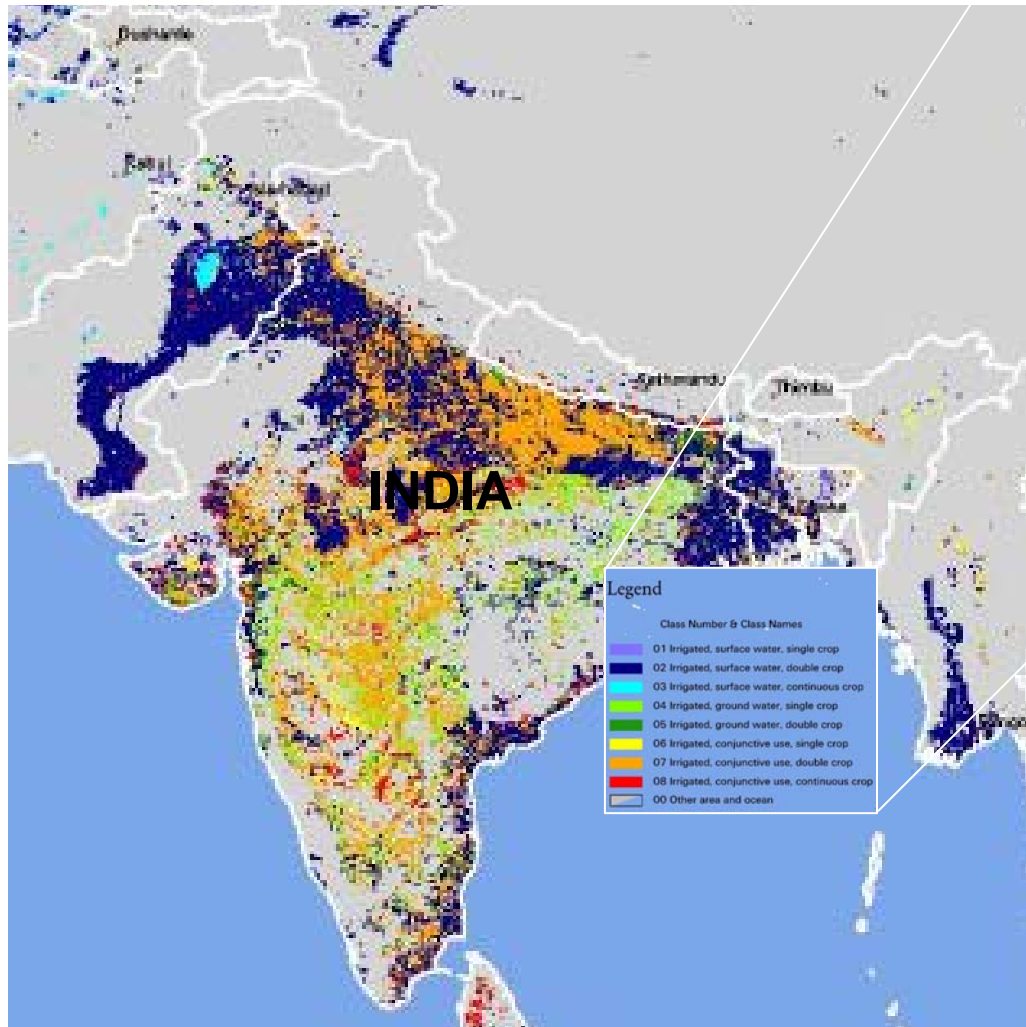 Kathmandu
Thimbu
INDIA
Legend
Class Number & Class Names
01 Irrigated, surface water, single crop
02 Irrigated, surface water, double crop
03 Irrigated, surface water, continuous crop
04 Irrigated, ground water, single crop
05 Irrigated, ground water, double crop
06 Irrigated, conjunctive use, single crop
07 Irrigated, conjunctive use, double crop
08 Irrigated, conjunctive use, continuous crop
00 Other area and ocean